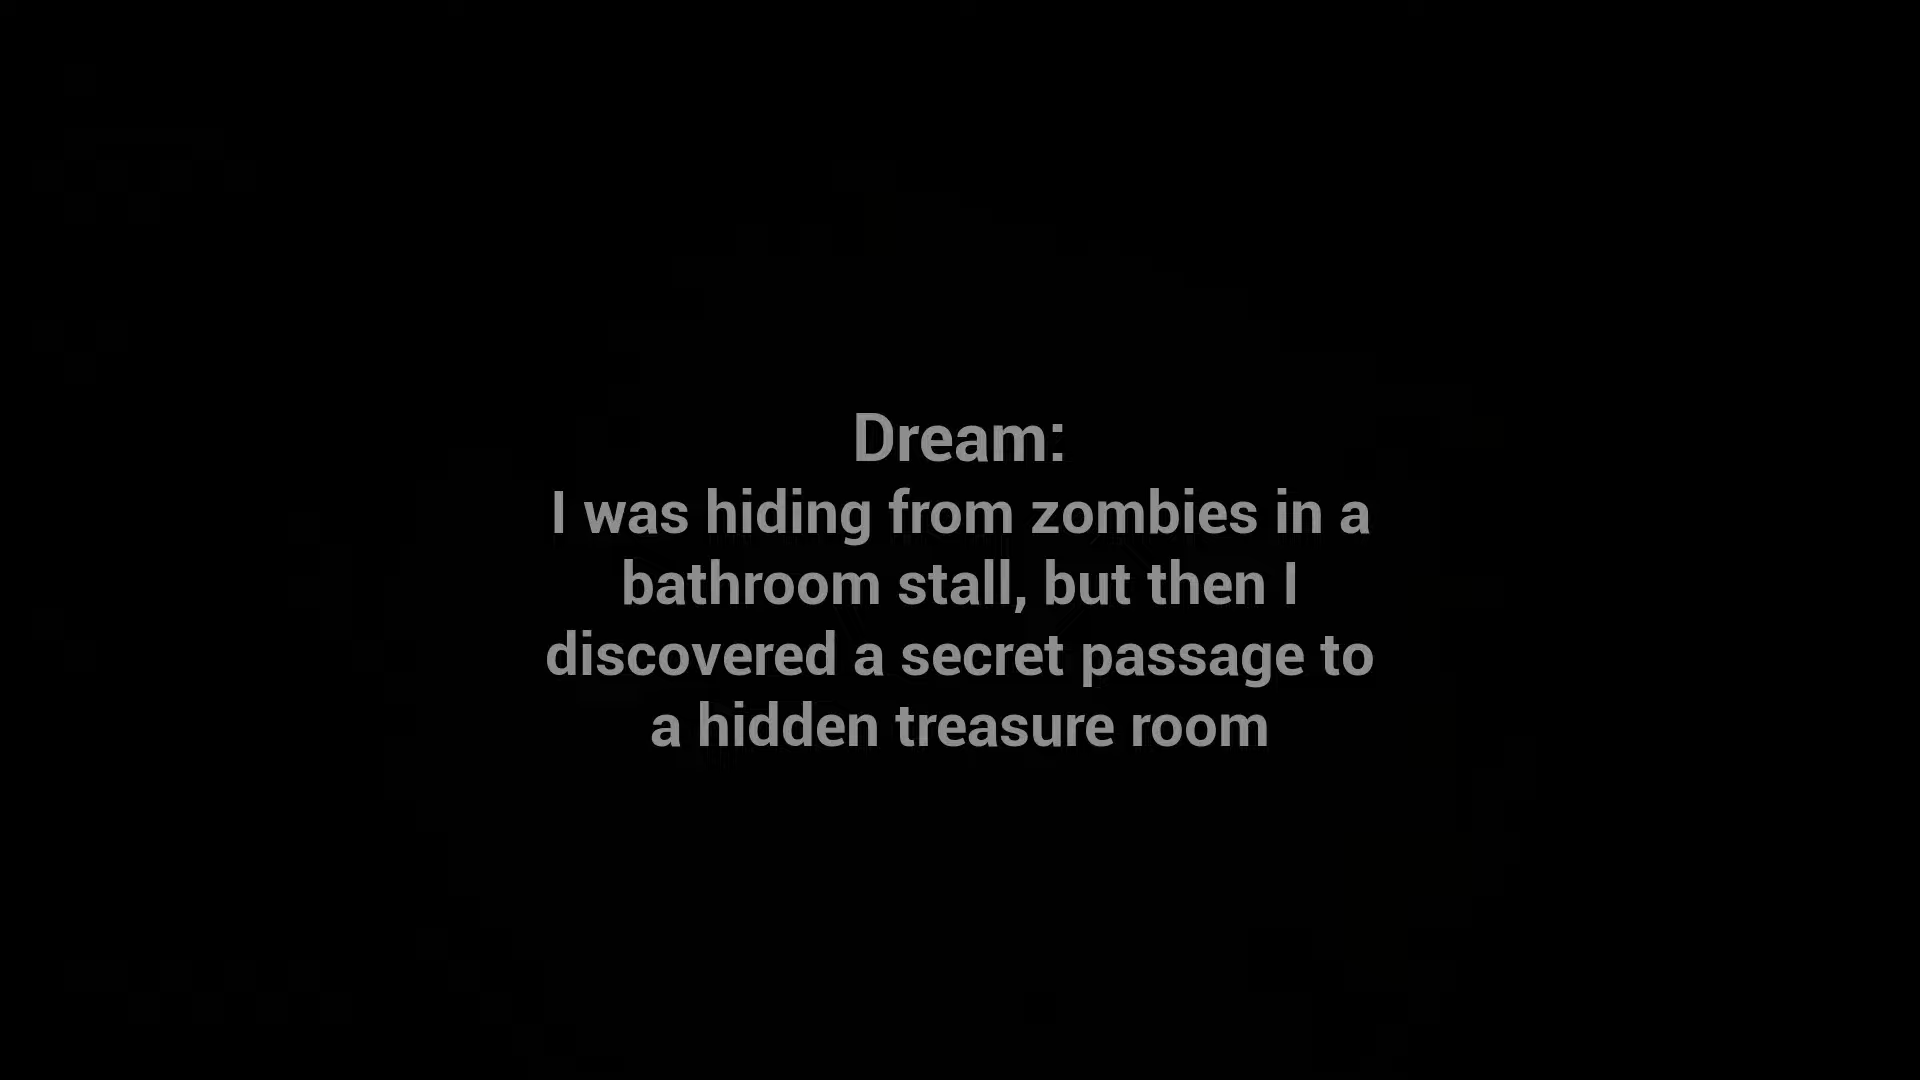 Dream:
I was hiding from zombies in a
bathroom stall, but then I
discovered a secret passage to
a hidden treasure room